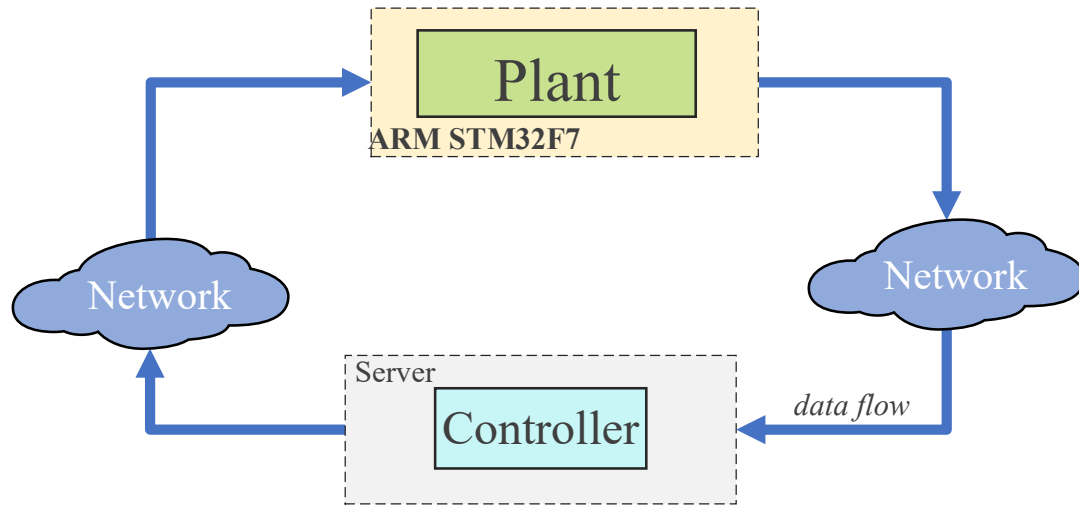 Plant
ARM STM32F7
Network
Network
Server
Controller
data flow